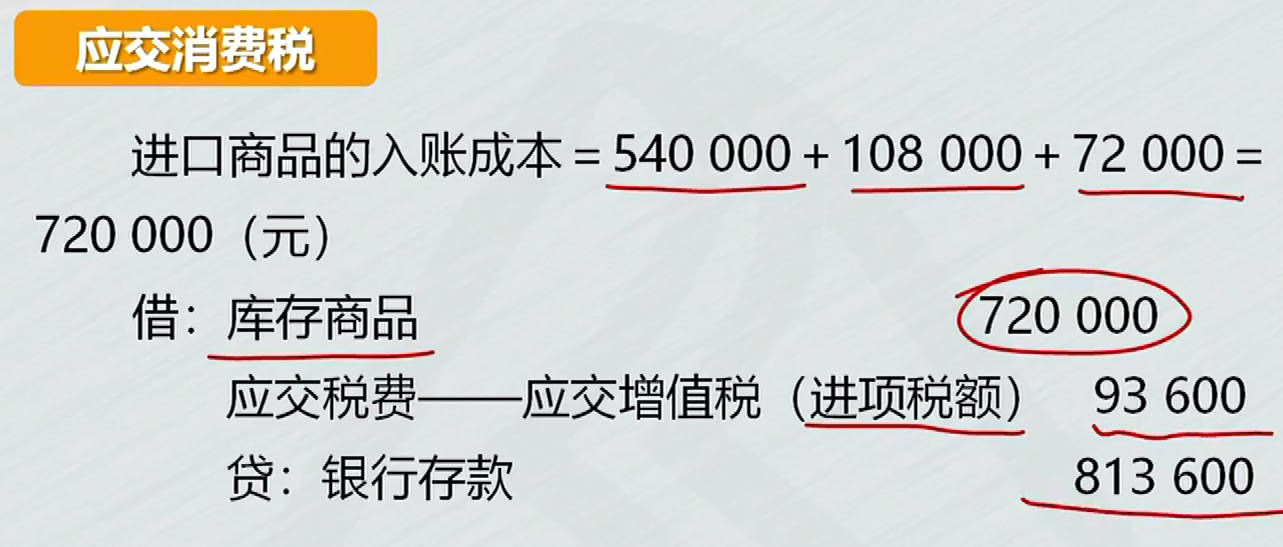 应交消费税
进口商品的入账成本=540 000+108 000+72 000=
720 000（元）
借：库存商品 720 000
应交税费——应交增值税（进项税额） 93 600
贷：银行存款 813 600